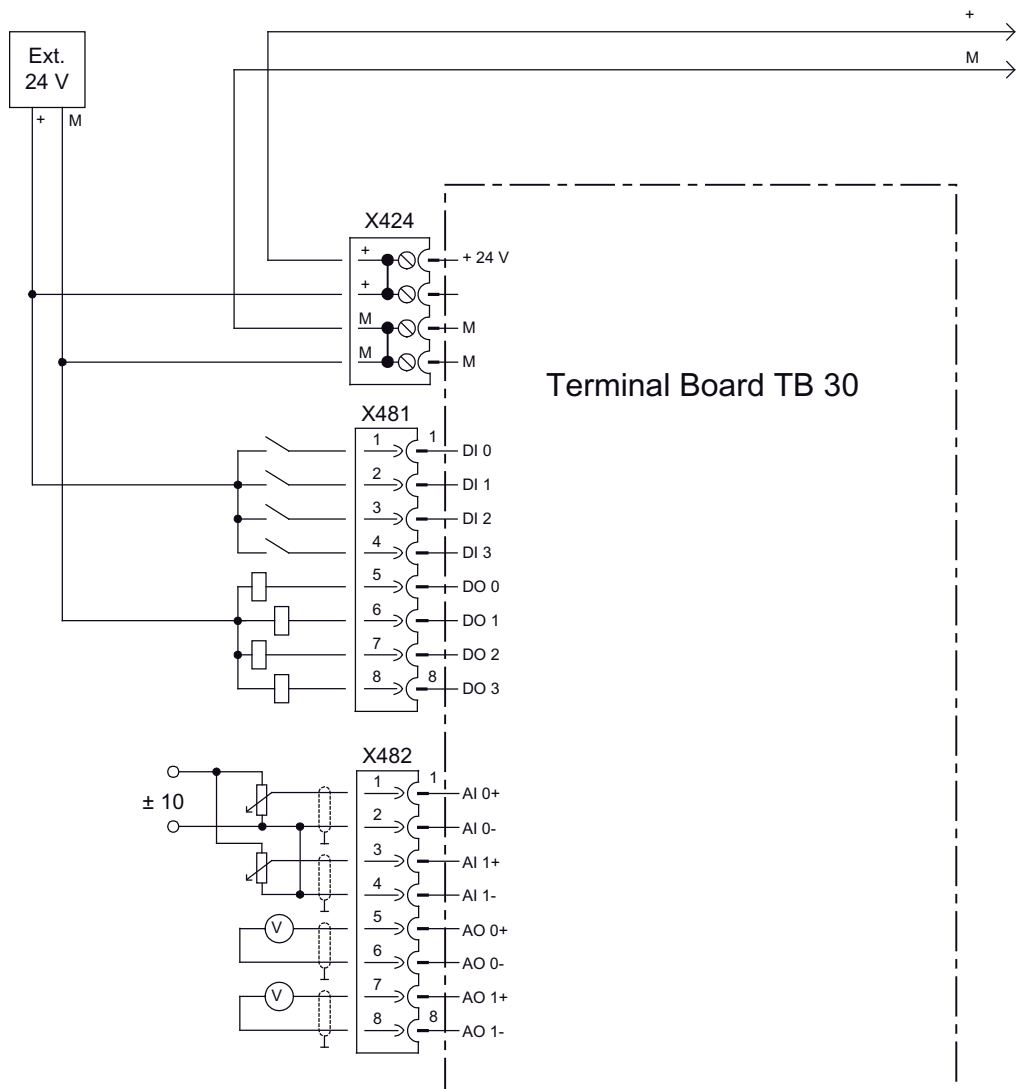 +
M
Ext.
24 V
+ M
X424
+ + 24 V
+
M M
M M
Terminal Board TB 30
X481
1 1 DI 0
2 DI 1
3 DI 2
4 DI 3
5 DO 0
6 DO 1
7 DO 2
8 8 DO 3
X482
± 10
1 1 AI 0+
2 AI 0-
3 AI 1+
4 AI 1-
V 5 AO 0+
6 AO 0-
V 7 AO 1+
8 8 AO 1-